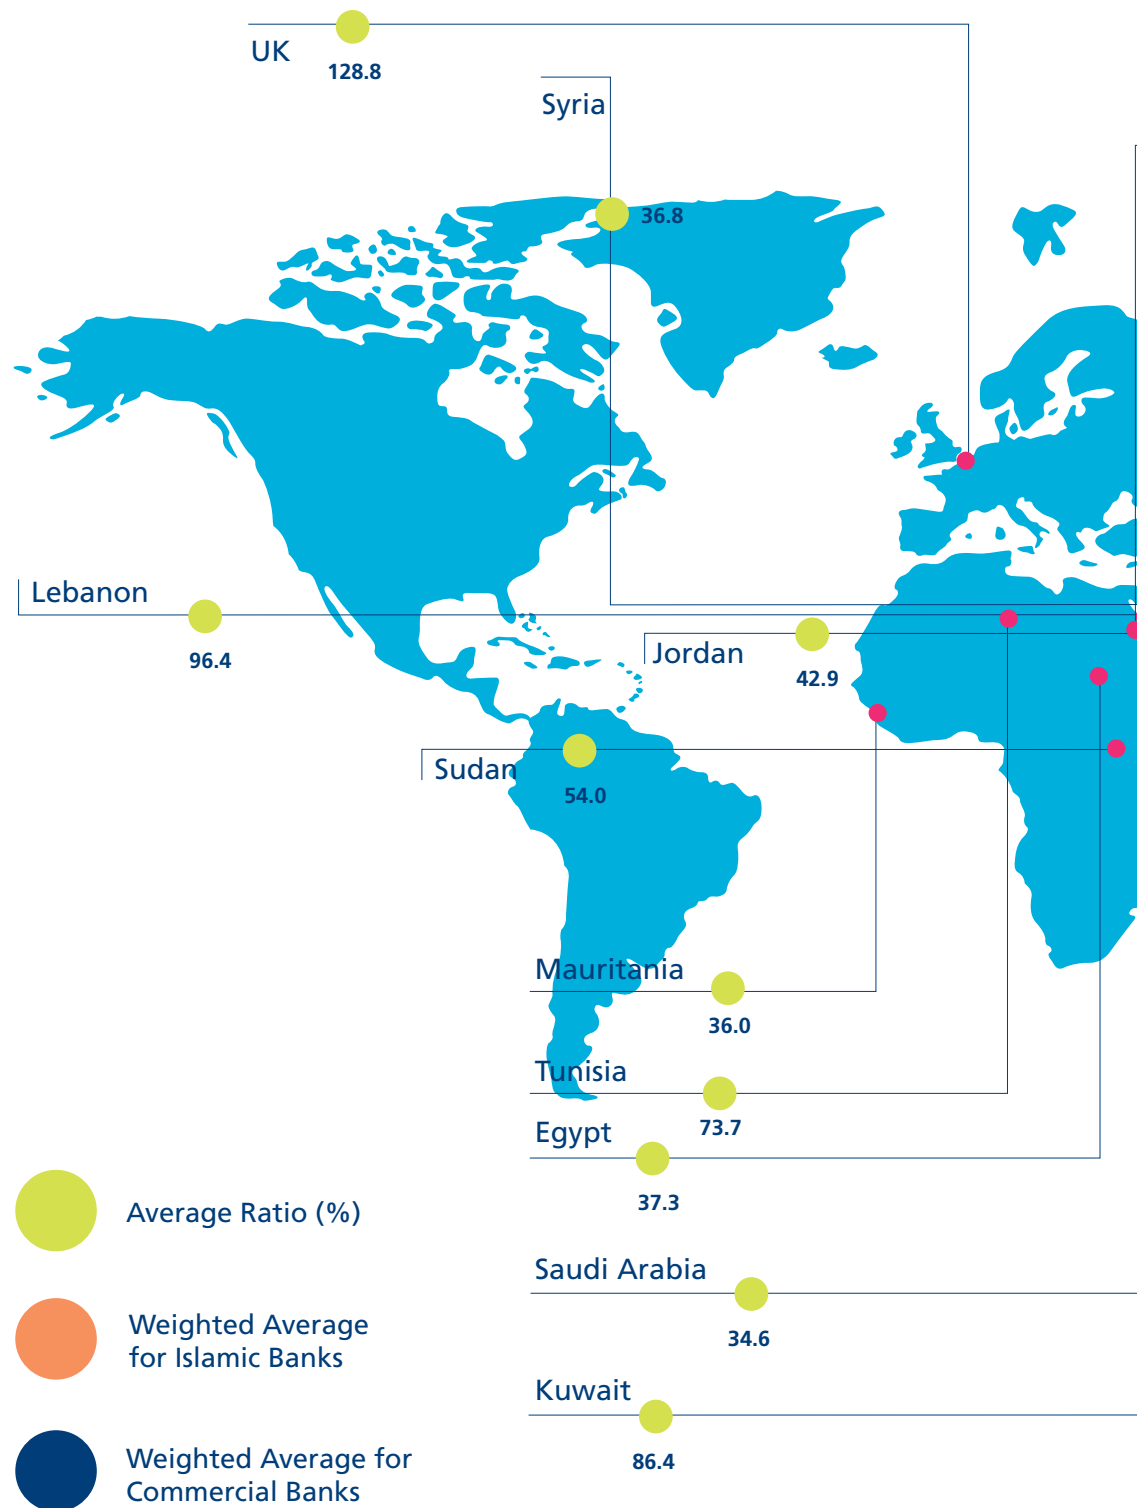 UK
128.8
Syria
36.8
Lebanon
96.4
Jordan
42.9
Sudan
54.0
Mauritania
36.0
Tunisia
73.7
Egypt
37.3
Average Ratio (%)
Saudi Arabia
34.6
Weighted Average
for Islamic Banks
Kuwait
86.4
Weighted Average for
Commercial Banks